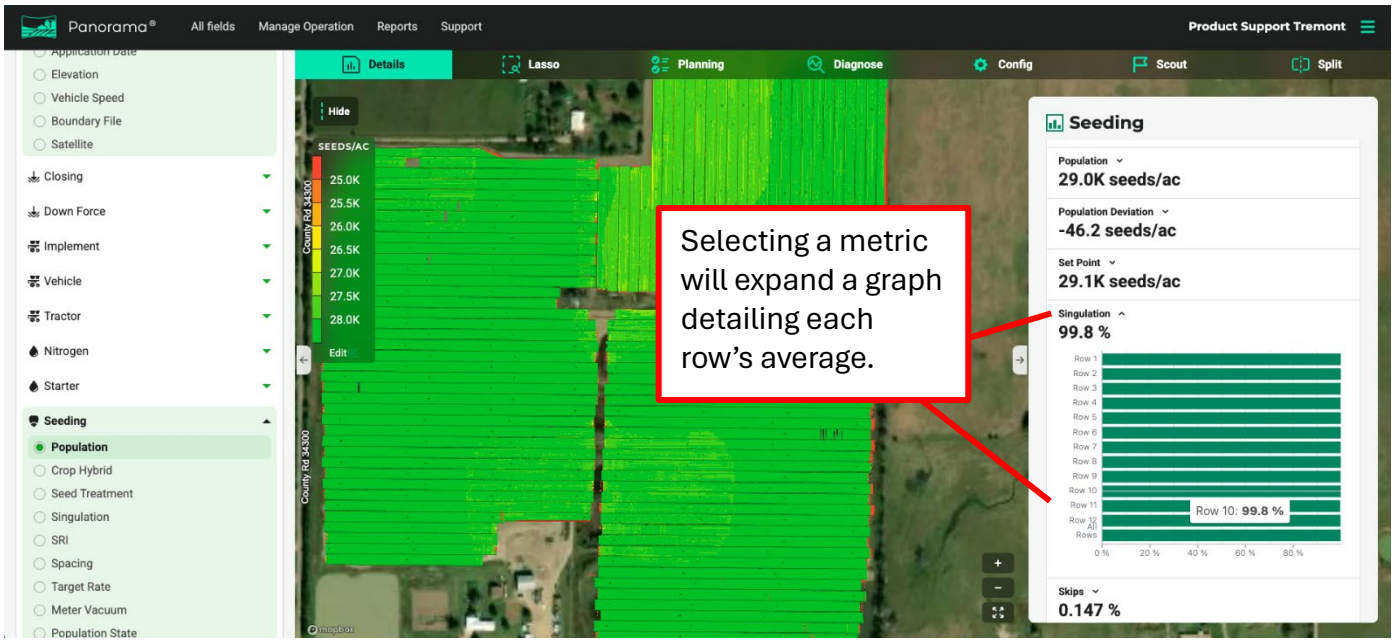 Panorama®
All fields
Manage Operation
Reports
Support
Product Support Tremont
Application Date
Elevation
Vehicle Speed
Boundary File
Satellite
Closing
Down Force
Implement
Vehicle
Tractor
Nitrogen
Starter
Seeding
Population
Crop Hybrid
Seed Treatment
Singulation
SRI
Spacing
Target Rate
Meter Vacuum
Population State
Details
Lasso
Planning
Diagnose
Config
Scout
Split
Hide
SEEDS/AC
25.0K
25.5K
26.0K
26.5K
27.0K
27.5K
28.0K
Edit
County Rd 34300
County Rd 34300
mapbox
Selecting a metric
will expand a graph
detailing each
row's average.
Seeding
Population
29.0K seeds/ac
Population Deviation
-46.2 seeds/ac
Set Point
29.1K seeds/ac
Singulation
99.8 %
Row 1
Row 2
Row 3
Row 4
Row 5
Row 6
Row 7
Row 8
Row 9
Row 10
Row 11
Row 12
All
Rows
Row 10: 99.8 %
0 %
20 %
40 %
60 %
80 %
Skips
0.147 %